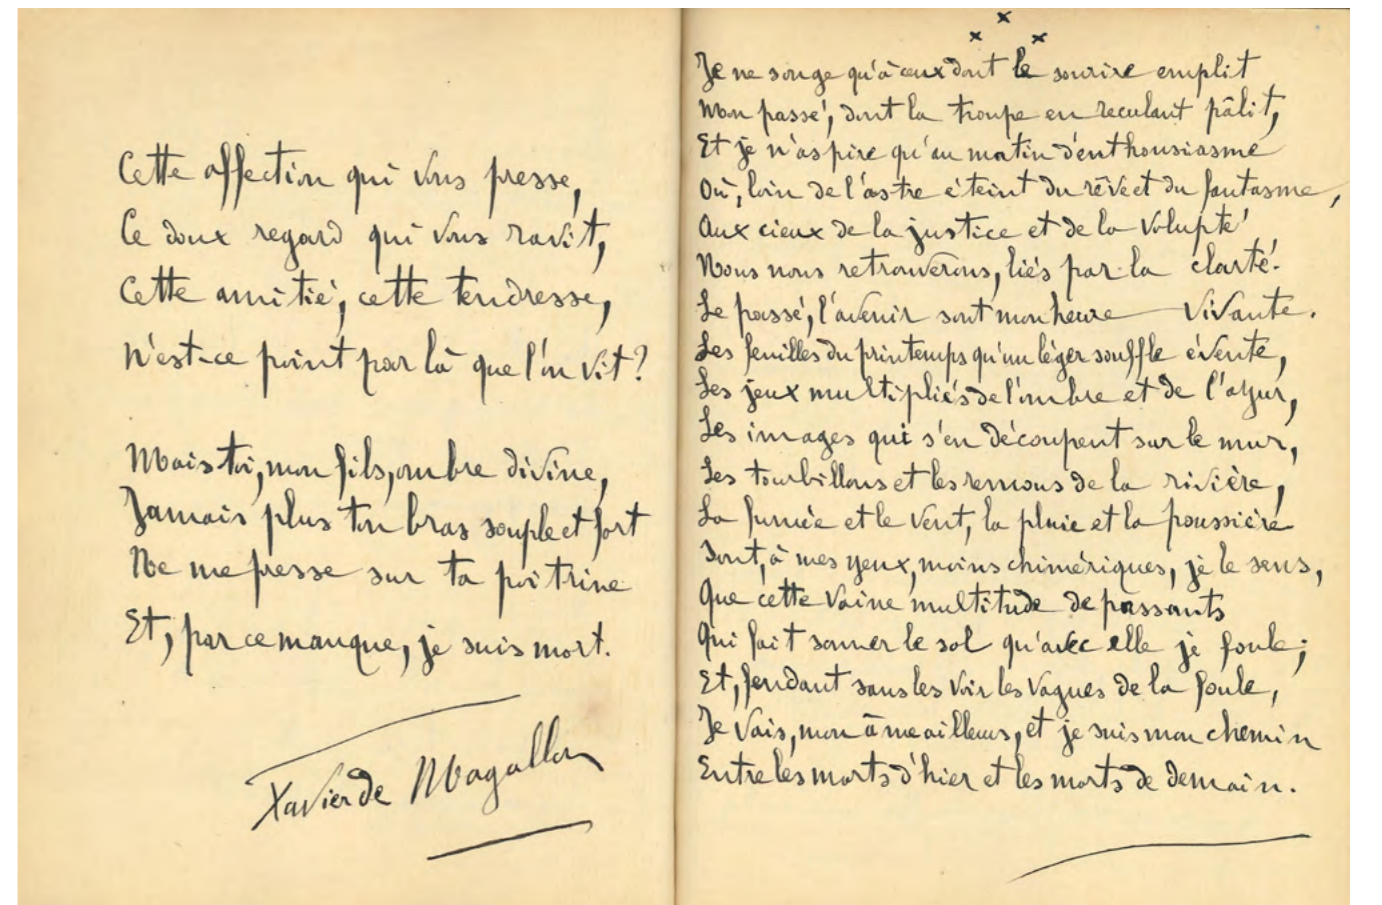 Cette affection qui vous presse,
Ce doux regard qui vous ravit,
Cette amitié, cette tendresse,
N'est-ce point par là que l'on vit?
Mais toi, mon fils, ombre divine,
Jamais plus ton bras souple et fort
Ne me presse sur ta poitrine
Et, par ce manque, je suis mort.
Xavier de Magallon
x
x x
Je ne songe qu'à ceux dont le sourire emplit
Mon passé, dont la troupe en reculant pâlit,
Et je n'aspire qu'au matin d'enthousiasme
Où, loin de l'astre éteint du rêve et du fantasme,
Aux cieux de la justice et de la volupté
Nous nous retrouverons, liés par la clarté.
Le passé, l'avenir sont mon heure vivante.
Les feuilles du printemps qu'un léger souffle évente,
Les jeux multipliés de l'ombre et de l'azur,
Les images qui s'en découpent sur le mur,
Les tourbillons et les remous de la rivière,
La fumée et le vent, la pluie et la poussière
Sont, à mes yeux, moins chimériques, je le sens,
Que cette vaine multitude de passants
Qui fait sonner le sol qu'avec elle je foule;
Et, fendant sans les voir les vagues de la foule,
Je vais, mon âme ailleurs, et je suis mon chemin
Entre les morts d'hier et les morts de demain.